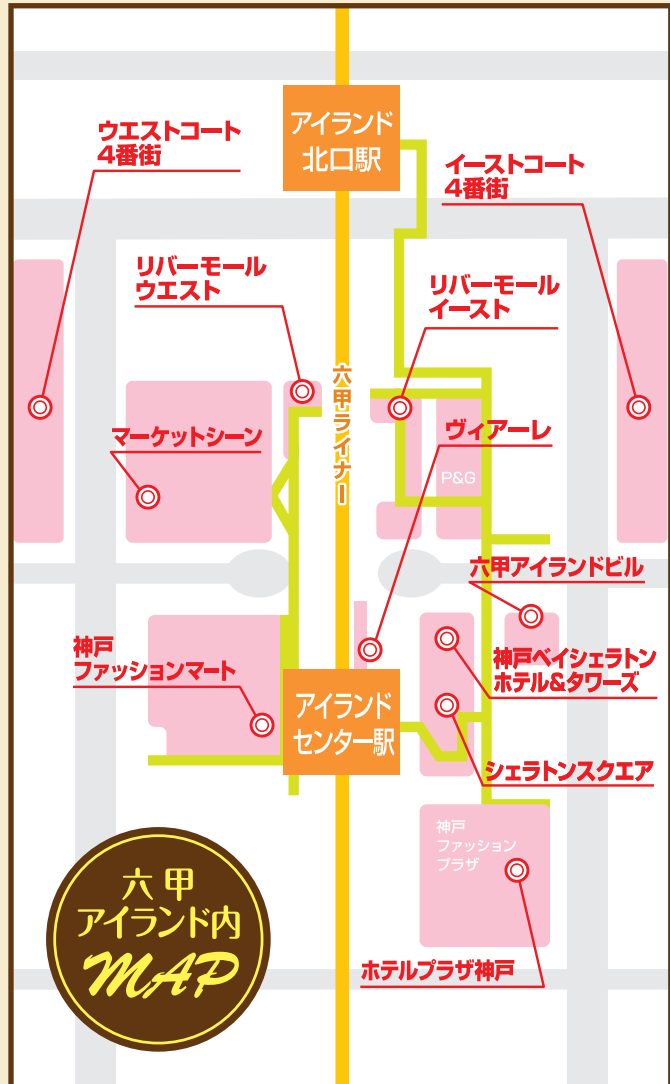 アイランド
北口駅
ウエストコート
4番街
イーストコート
4番街
リバーモール
ウエスト
リバーモール
イースト
六甲ライナー
マーケットシーン
ヴィアーレ
P&G
六甲アイランドビル
神戸
ファッションマート
神戸ベイシェラトン
ホテル&タワーズ
アイランド
センター駅
シェラトンスクエア
神戸
ファッション
プラザ
ホテルプラザ神戸
六甲
アイランド内
MAP